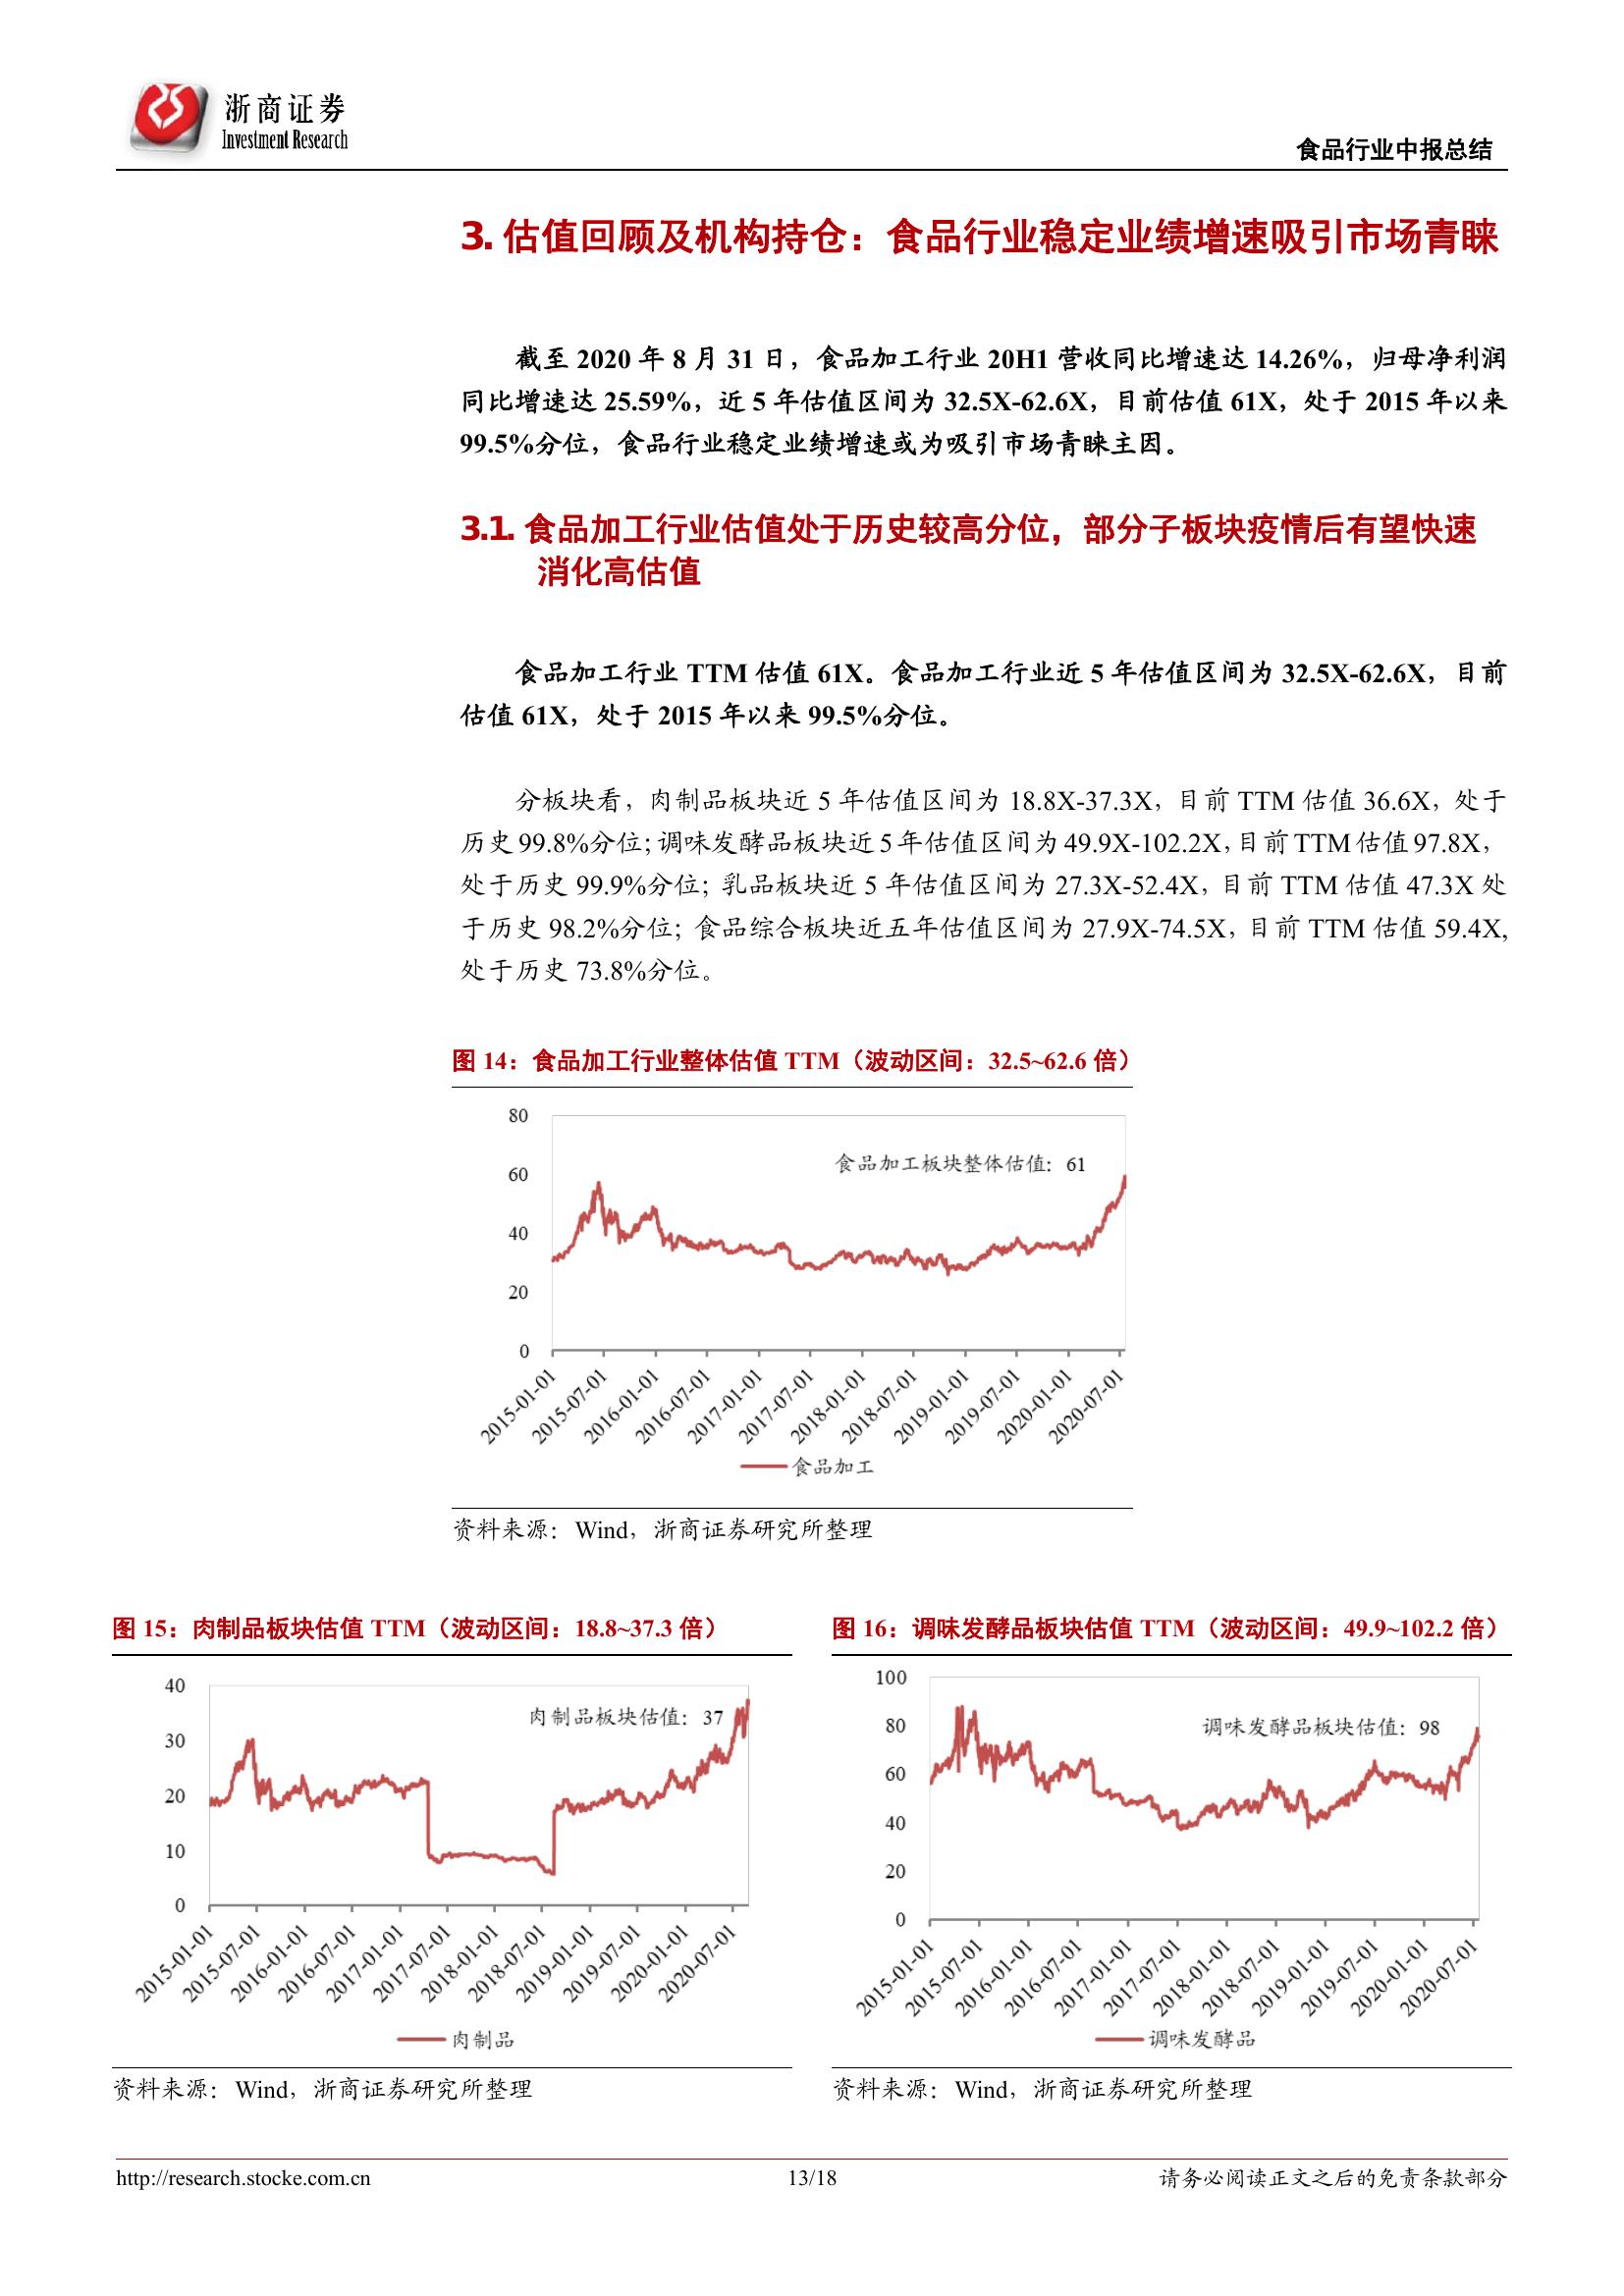 浙商证券
Investment Research
食品行业中报总结
3. 估值回顾及机构持仓：食品行业稳定业绩增速吸引市场青睐
截至 2020 年 8 月 31 日，食品加工行业 20H1 营收同比增速达 14.26%，归母净利润
同比增速达 25.59%，近 5 年估值区间为 32.5X-62.6X，目前估值 61X，处于 2015 年以来
99.5%分位，食品行业稳定业绩增速或为吸引市场青睐主因。
3.1. 食品加工行业估值处于历史较高分位，部分子板块疫情后有望快速
消化高估值
食品加工行业 TTM 估值 61X。食品加工行业近 5 年估值区间为 32.5X-62.6X，目前
估值 61X，处于 2015 年以来 99.5%分位。
分板块看，肉制品板块近 5 年估值区间为 18.8X-37.3X，目前 TTM 估值 36.6X，处于
历史 99.8%分位；调味发酵品板块近 5 年估值区间为 49.9X-102.2X，目前 TTM 估值 97.8X，
处于历史 99.9%分位；乳品板块近 5 年估值区间为 27.3X-52.4X，目前 TTM 估值 47.3X 处
于历史 98.2%分位；食品综合板块近五年估值区间为 27.9X-74.5X，目前 TTM 估值 59.4X,
处于历史 73.8%分位。
图 14：食品加工行业整体估值 TTM（波动区间：32.5~62.6 倍）
80
食品加工板块整体估值：61
60
40
20
0
2015-01-01
2015-07-01
2016-01-01
2016-07-01
2017-01-01
2017-07-01
2018-01-01
2018-07-01
2019-01-01
2019-07-01
2020-01-01
2020-07-01
食品加工
资料来源：Wind，浙商证券研究所整理
图 15：肉制品板块估值 TTM（波动区间：18.8~37.3 倍）
40
肉制品板块估值：37
30
20
10
0
2015-01-01
2015-07-01
2016-01-01
2016-07-01
2017-01-01
2017-07-01
2018-01-01
2018-07-01
2019-01-01
2019-07-01
2020-01-01
2020-07-01
肉制品
资料来源：Wind，浙商证券研究所整理
图 16：调味发酵品板块估值 TTM（波动区间：49.9~102.2 倍）
100
调味发酵品板块估值：98
80
60
40
20
0
2015-01-01
2015-07-01
2016-01-01
2016-07-01
2017-01-01
2017-07-01
2018-01-01
2018-07-01
2019-01-01
2019-07-01
2020-01-01
2020-07-01
调味发酵品
资料来源：Wind，浙商证券研究所整理
http://research.stocke.com.cn
13/18
请务必阅读正文之后的免责条款部分